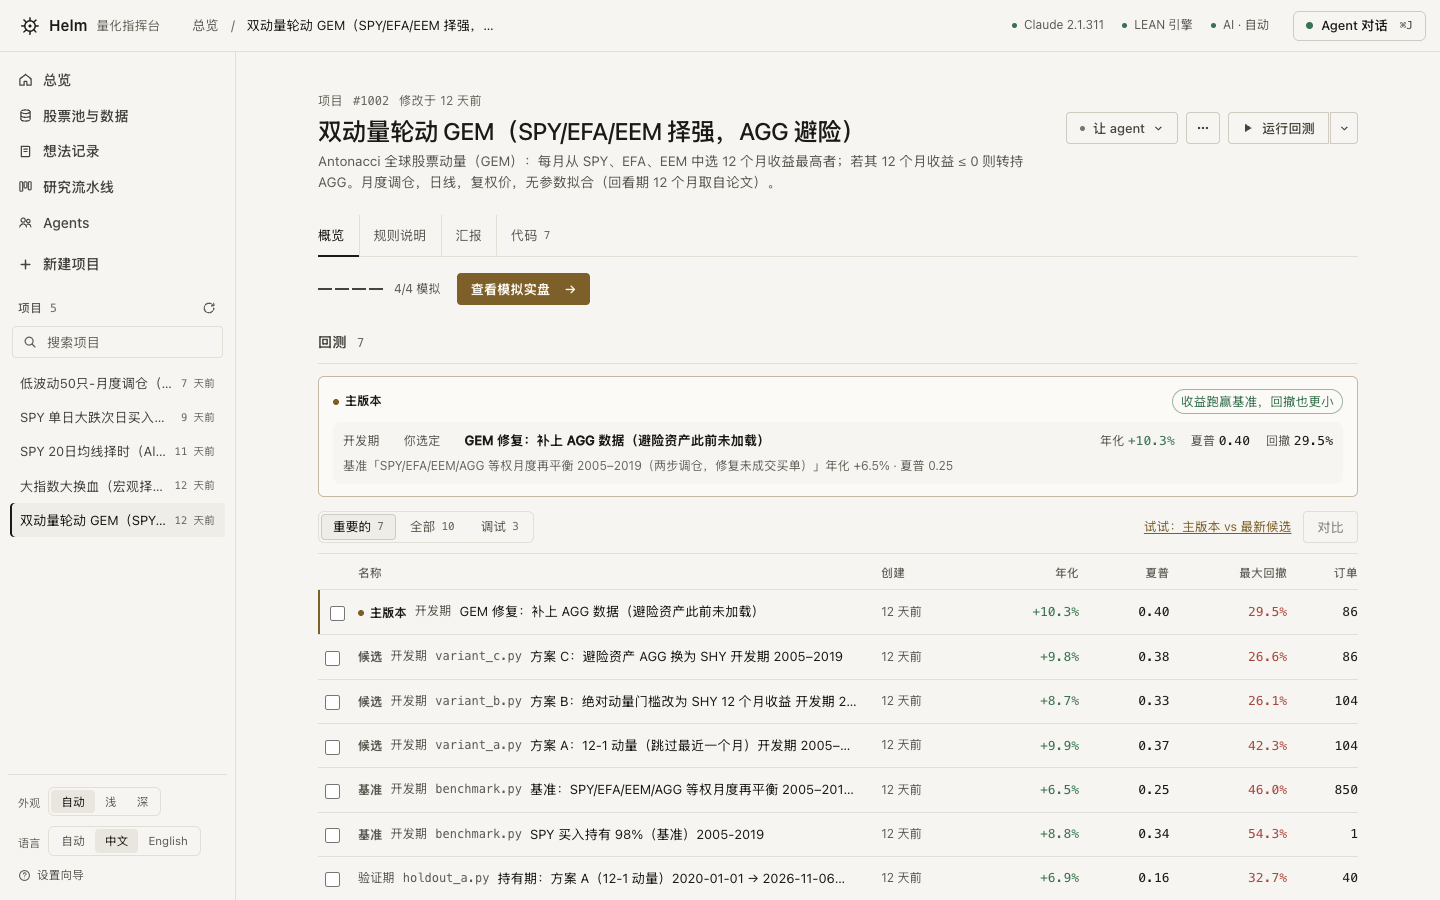 Helm 量化指挥台
总览 / 双动量轮动 GEM（SPY/EFA/EEM 择强，...
Claude 2.1.311
LEAN 引擎
AI · 自动
Agent 对话 ⌘J
总览
股票池与数据
想法记录
研究流水线
Agents
新建项目
项目 5
搜索项目
低波动50只-月度调仓（... 7 天前
SPY 单日大跌次日买入... 9 天前
SPY 20日均线择时（AI... 11 天前
大指数大换血（宏观择... 12 天前
双动量轮动 GEM（SPY... 12 天前
外观 自动 浅 深
语言 自动 中文 English
设置向导
项目 #1002 修改于 12 天前
双动量轮动 GEM（SPY/EFA/EEM 择强，AGG 避险）
让 agent
···
运行回测
Antonacci 全球股票动量（GEM）：每月从 SPY、EFA、EEM 中选 12 个月收益最高者；若其 12 个月收益 ≤ 0 则转持
AGG。月度调仓，日线，复权价，无参数拟合（回看期 12 个月取自论文）。
概览 规则说明 汇报 代码 7
4/4 模拟 查看模拟实盘 →
回测 7
主版本 收益跑赢基准，回撤也更小
开发期 你选定 GEM 修复：补上 AGG 数据（避险资产此前未加载） 年化 +10.3% 夏普 0.40 回撤 29.5%
基准「SPY/EFA/EEM/AGG 等权月度再平衡 2005–2019（两步调仓，修复未成交买单）」年化 +6.5% · 夏普 0.25
重要的 7 全部 10 调试 3 试试：主版本 vs 最新候选 对比
名称 创建 年化 夏普 最大回撤 订单
主版本 开发期 GEM 修复：补上 AGG 数据（避险资产此前未加载） 12 天前 +10.3% 0.40 29.5% 86
候选 开发期 variant_c.py 方案 C：避险资产 AGG 换为 SHY 开发期 2005–2019 12 天前 +9.8% 0.38 26.6% 86
候选 开发期 variant_b.py 方案 B：绝对动量门槛改为 SHY 12 个月收益 开发期 2... 12 天前 +8.7% 0.33 26.1% 104
候选 开发期 variant_a.py 方案 A：12-1 动量（跳过最近一个月）开发期 2005–... 12 天前 +9.9% 0.37 42.3% 104
基准 开发期 benchmark.py 基准：SPY/EFA/EEM/AGG 等权月度再平衡 2005–201... 12 天前 +6.5% 0.25 46.0% 850
基准 开发期 benchmark.py SPY 买入持有 98%（基准）2005-2019 12 天前 +8.8% 0.34 54.3% 1
验证期 holdout_a.py 持有期：方案 A（12-1 动量）2020-01-01 → 2026-11-06... 12 天前 +6.9% 0.16 32.7% 40